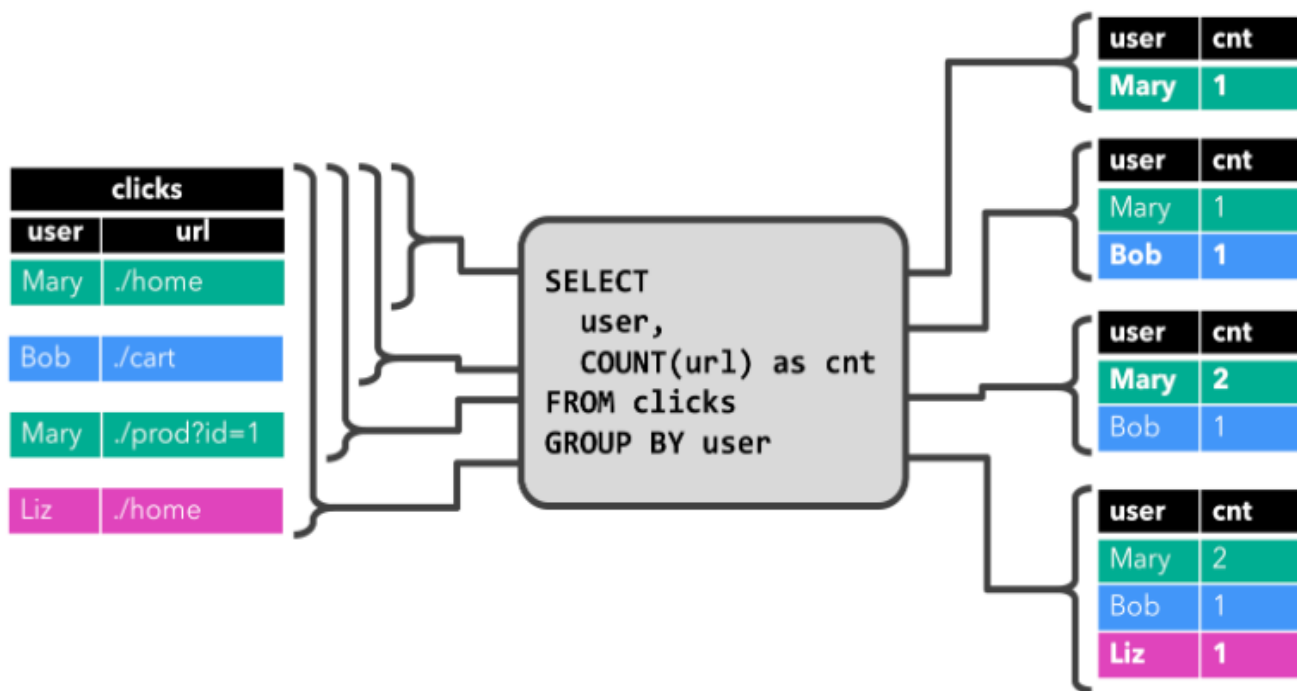 clicks
user url
Mary ./home
Bob ./cart
Mary ./prod?id=1
Liz ./home
SELECT
user,
COUNT(url) as cnt
FROM clicks
GROUP BY user
user cnt
Mary 1
user cnt
Mary 1
Bob 1
user cnt
Mary 2
Bob 1
user cnt
Mary 2
Bob 1
Liz 1